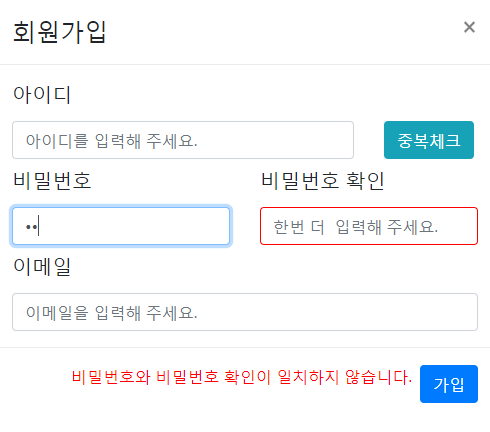 회원가입 ×
아이디
아이디를 입력해 주세요. 중복체크
비밀번호 비밀번호 확인
•• 한번 더 입력해 주세요.
이메일
이메일을 입력해 주세요.
비밀번호와 비밀번호 확인이 일치하지 않습니다. 가입